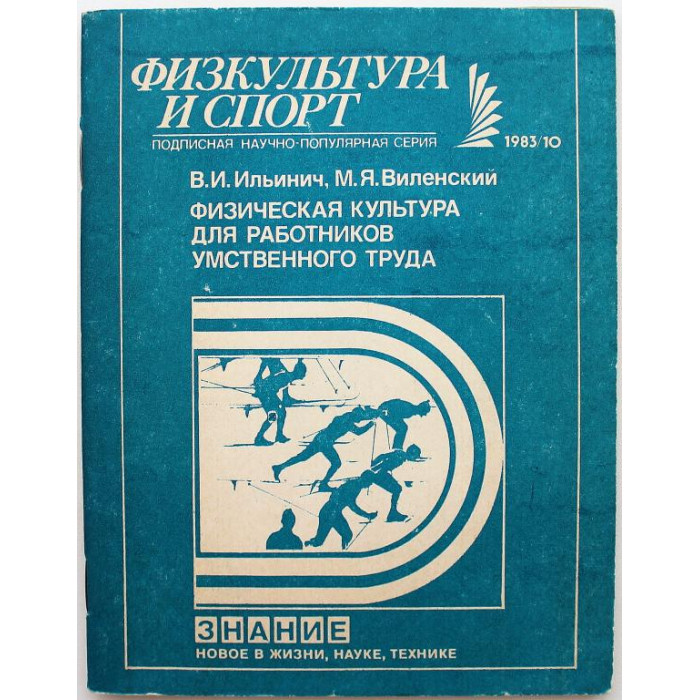 ФИЗКУЛЬТУРА
И СПОРТ
ПОДПИСНАЯ НАУЧНО-ПОПУЛЯРНАЯ СЕРИЯ
1983/10
В.И. Ильинич, М.Я. Виленский
ФИЗИЧЕСКАЯ КУЛЬТУРА
ДЛЯ РАБОТНИКОВ
УМСТВЕННОГО ТРУДА
ЗНАНИЕ
НОВОЕ В ЖИЗНИ, НАУКЕ, ТЕХНИКЕ